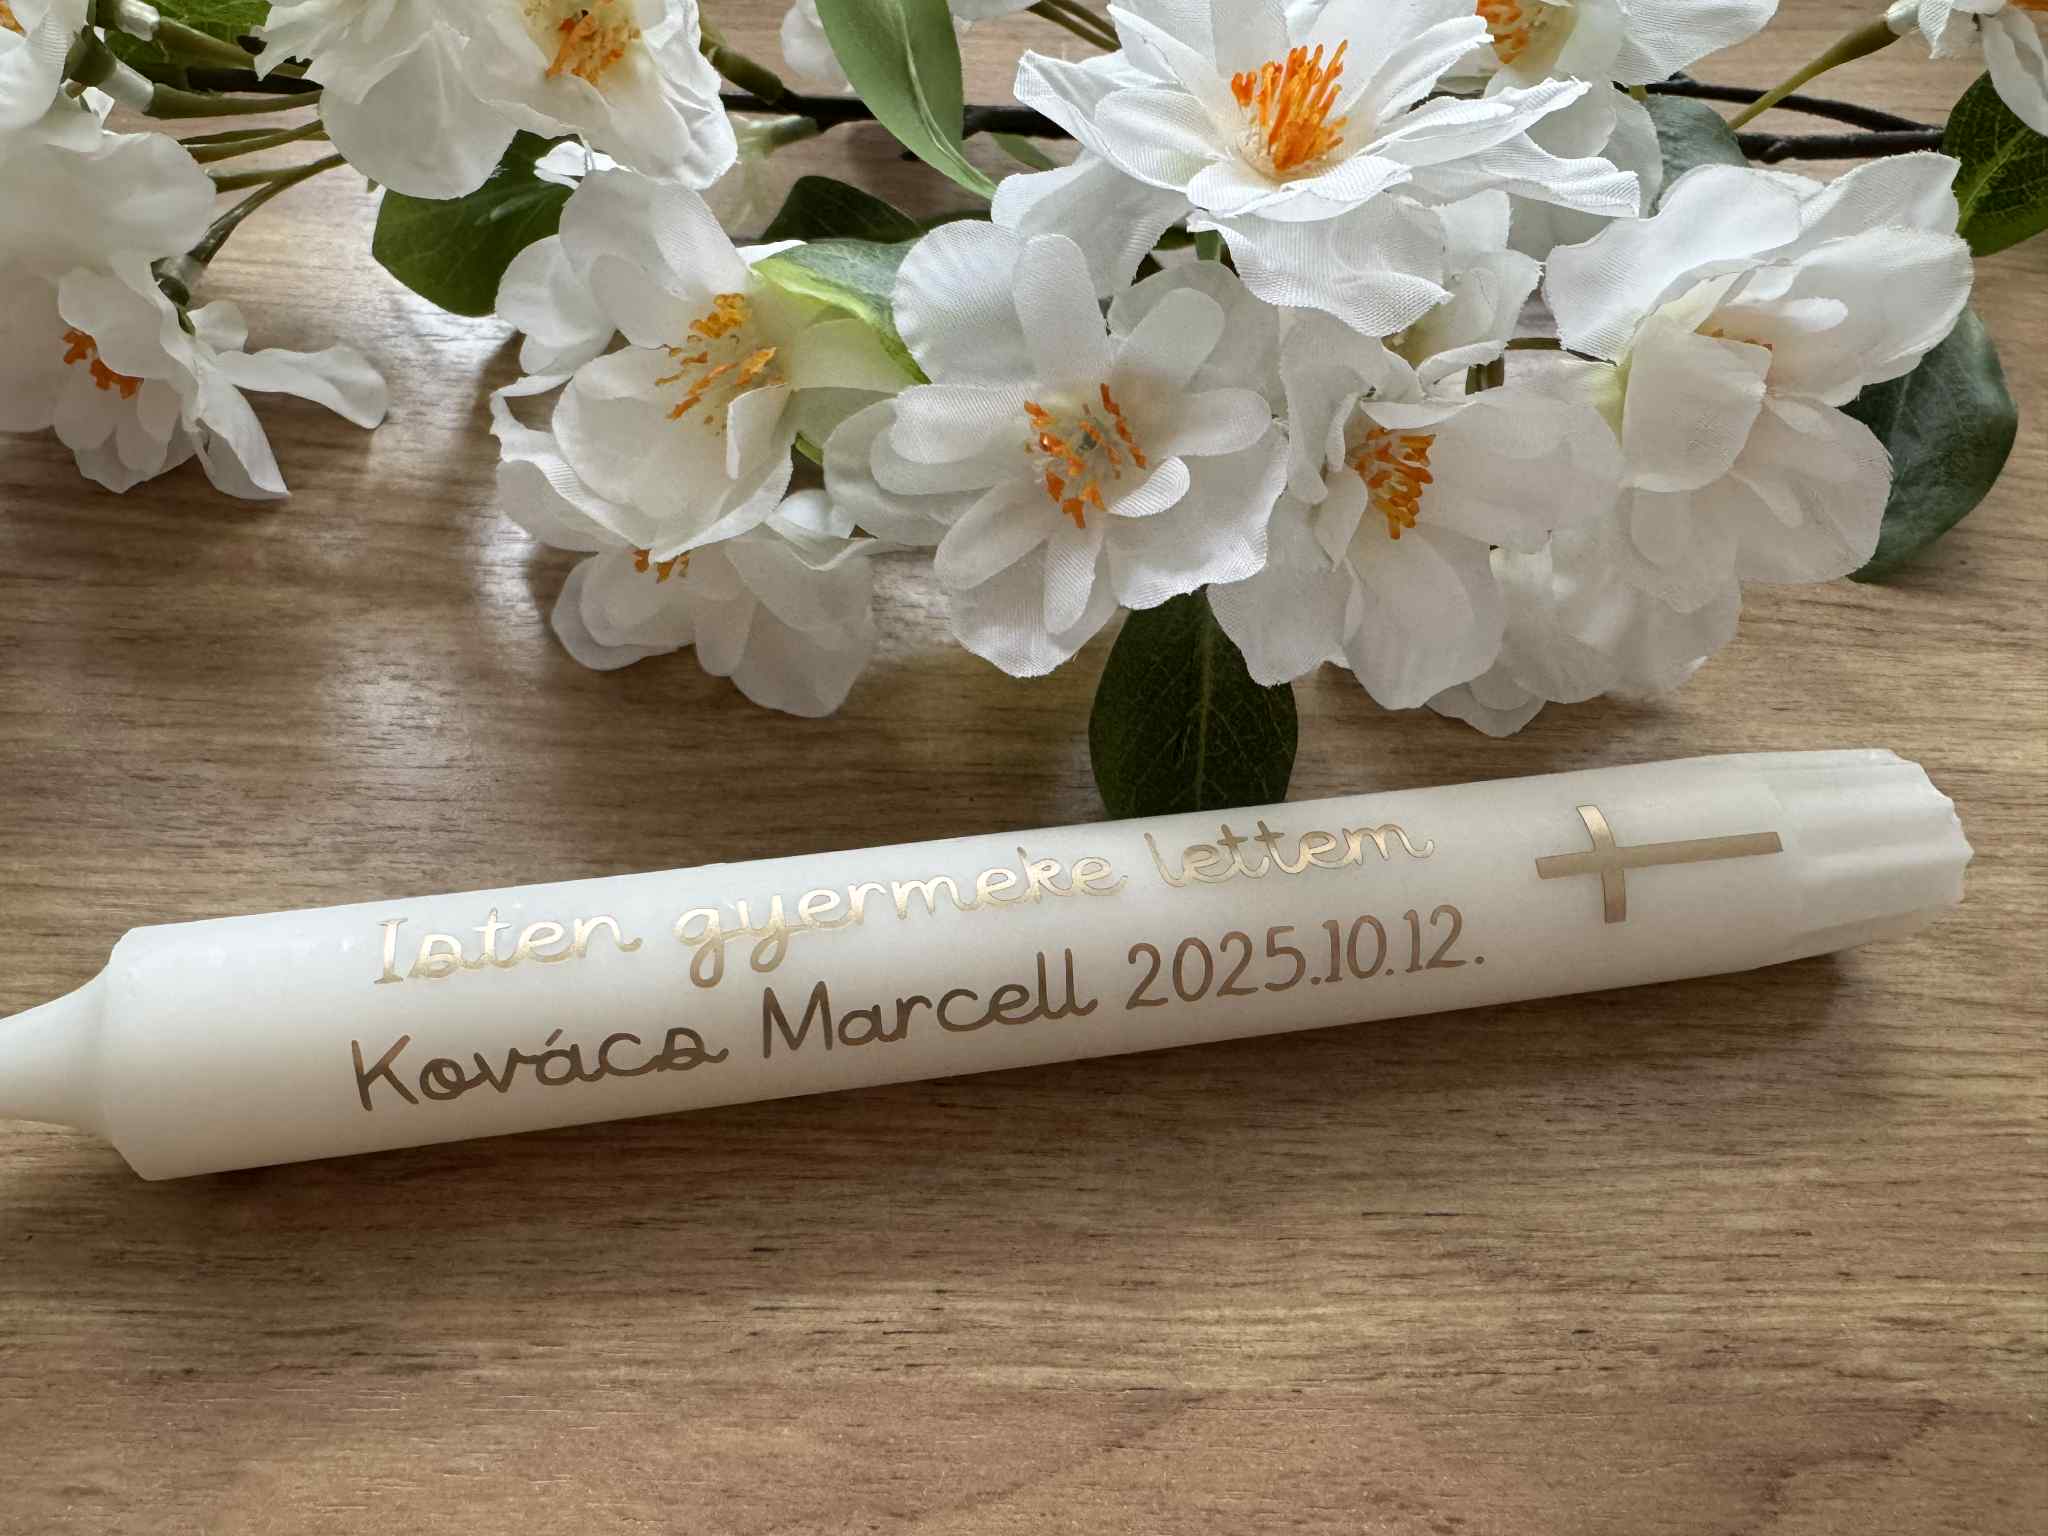 Isten gyermeke lettem
Kovács Marcell 2025.10.12.